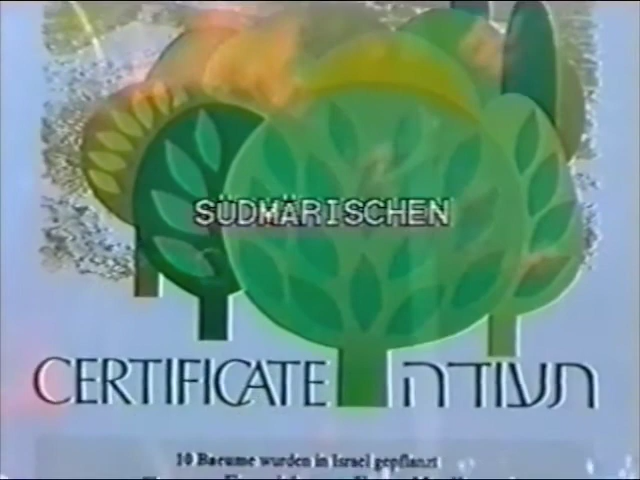 SÜDMÄRISCHEN
CERTIFICATE תעודה
10 Baeume wurden in Israel gepflanzt